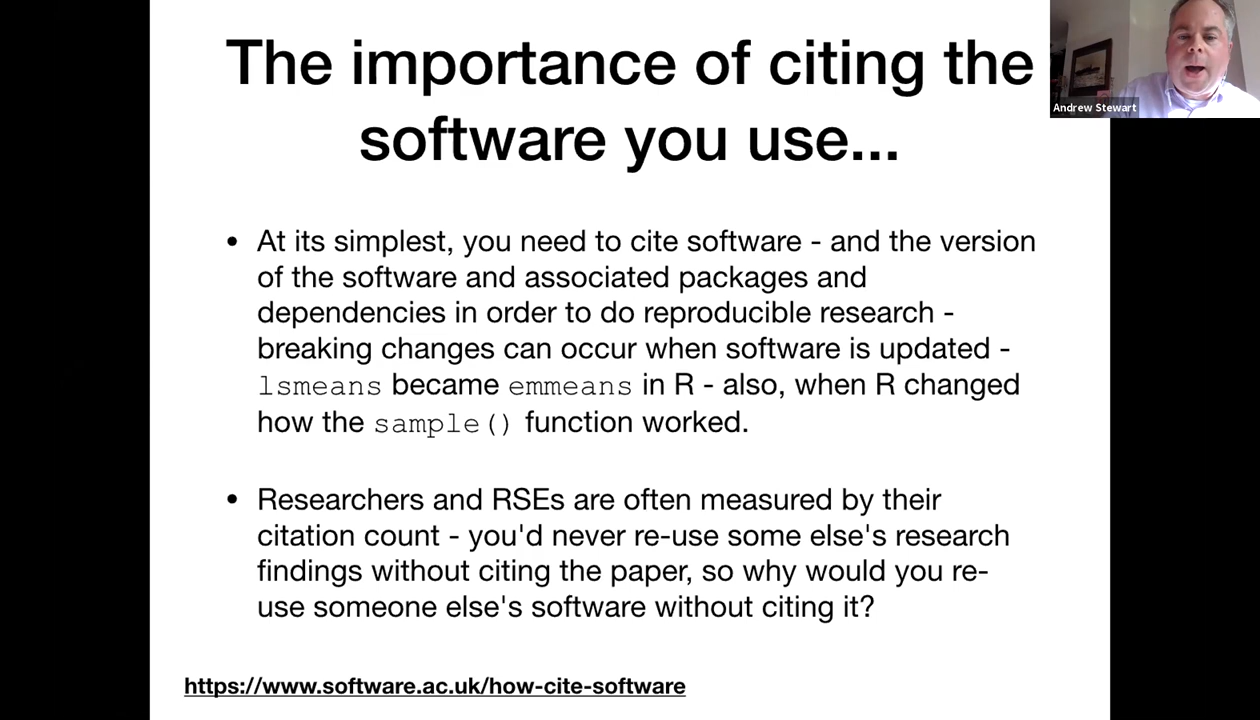 The importance of citing the
software you use...
Andrew Stewart
• At its simplest, you need to cite software - and the version
of the software and associated packages and
dependencies in order to do reproducible research -
breaking changes can occur when software is updated -
lsmeans became emmeans in R - also, when R changed
how the sample() function worked.
• Researchers and RSEs are often measured by their
citation count - you'd never re-use some else's research
findings without citing the paper, so why would you re-
use someone else's software without citing it?
https://www.software.ac.uk/how-cite-software